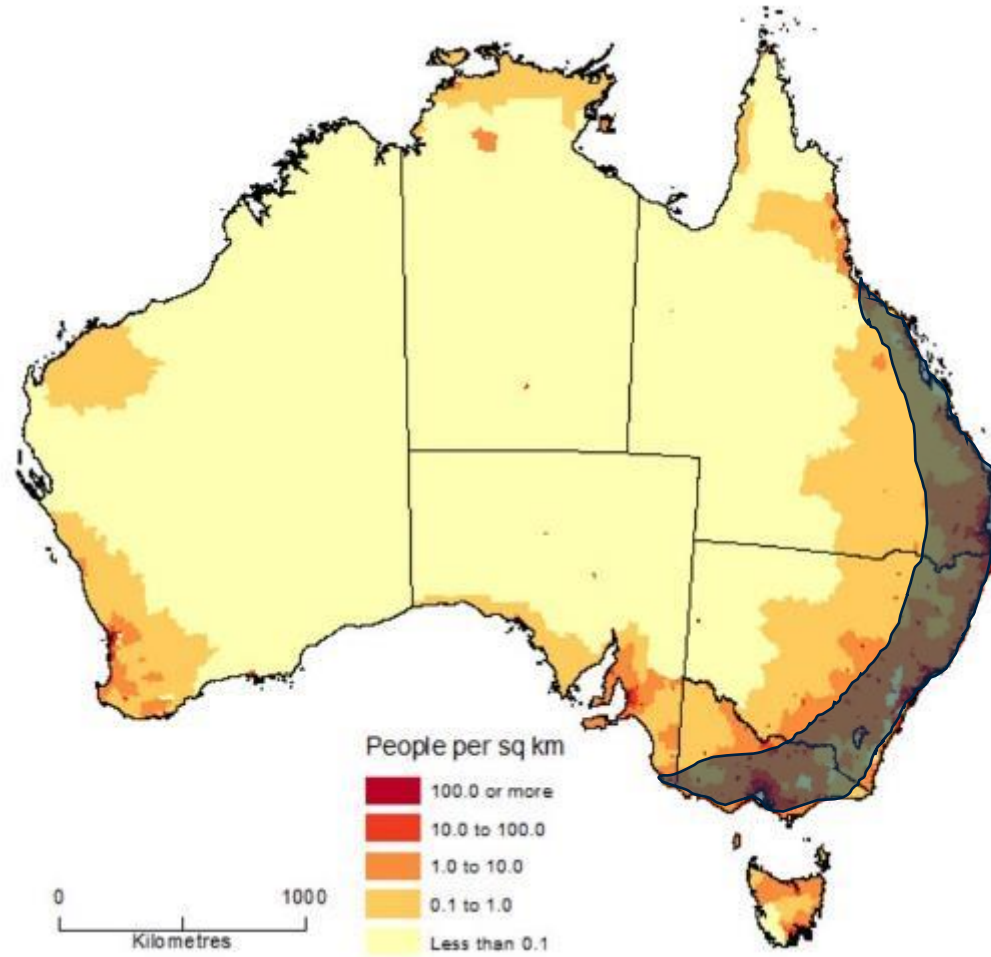 People per sq km
100.0 or more
10.0 to 100.0
1.0 to 10.0
0.1 to 1.0
Less than 0.1
0 1000
Kilometres